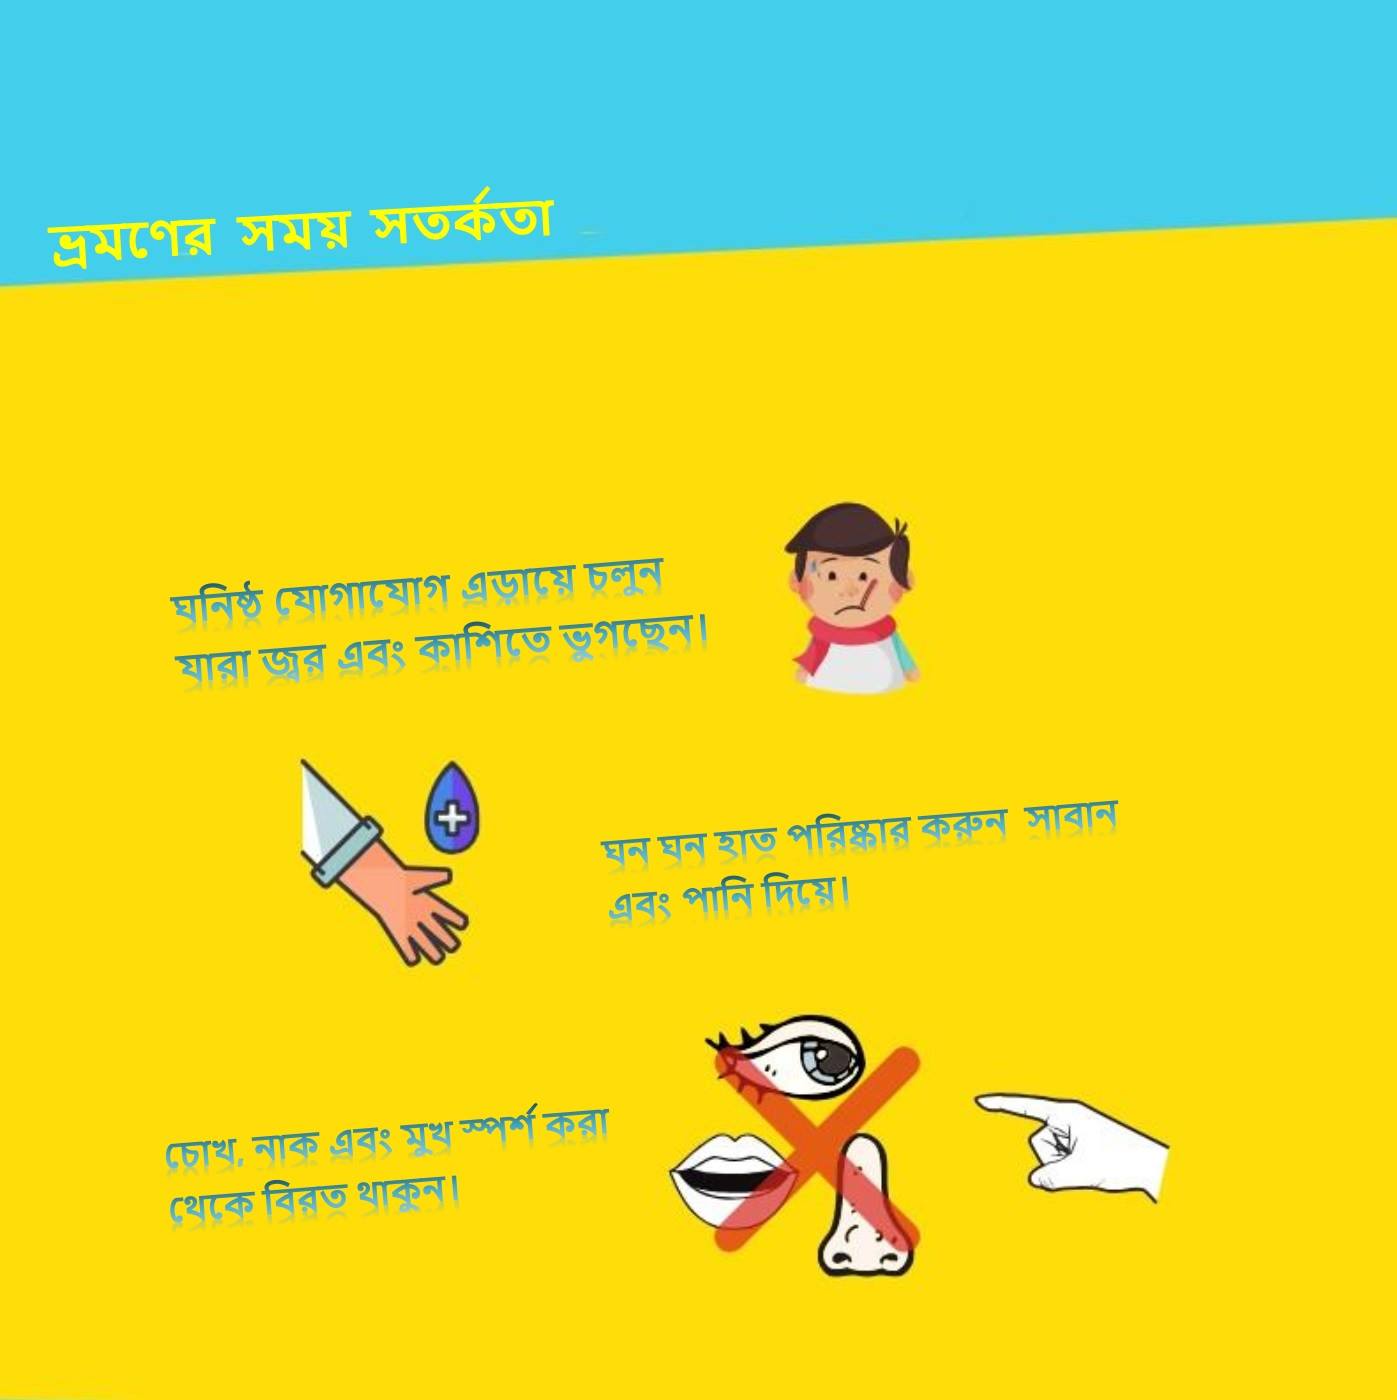 ভ্রমণের সময় সতর্কতা
ঘনিষ্ঠ যোগাযোগ এড়ায়ে চলুন
যারা জ্বর এবং কাশিতে ভুগছেন।
ঘন ঘন হাত পরিষ্কার করুন সাবান
এবং পানি দিয়ে।
চোখ, নাক এবং মুখ স্পর্শ করা
থেকে বিরত থাকুন।